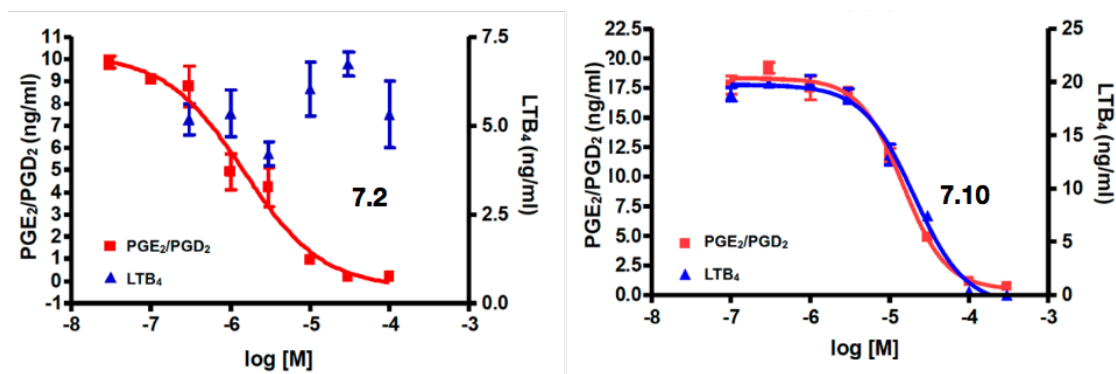 PGE₂/PGD₂ (ng/ml)
11
10
9
8
7
6
5
4
3
2
1
0
-1
7.5
5.0
2.5
0.0
LTB₄ (ng/ml)
7.2
PGE₂/PGD₂
LTB₄
-8 -7 -6 -5 -4 -3
log [M]
PGE₂/PGD₂ (ng/ml)
22.5
20.0
17.5
15.0
12.5
10.0
7.5
5.0
2.5
0.0
25
20
15
10
5
0
LTB₄ (ng/ml)
7.10
PGE₂/PGD₂
LTB₄
-8 -7 -6 -5 -4 -3
log [M]